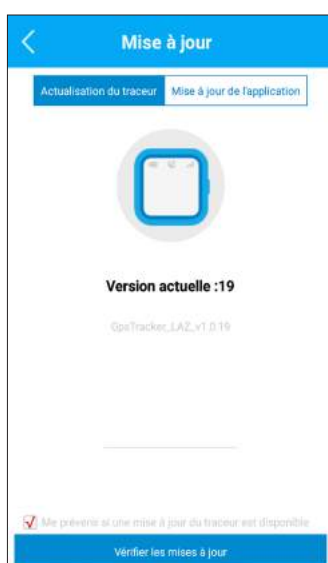 Mise à jour
Actualisation du traceur Mise à jour de l'application
Version actuelle :19
GpsTracker_LAZ_v1.0.19
Me prévenir si une mise à jour du traceur est disponible
Vérifier les mises à jour